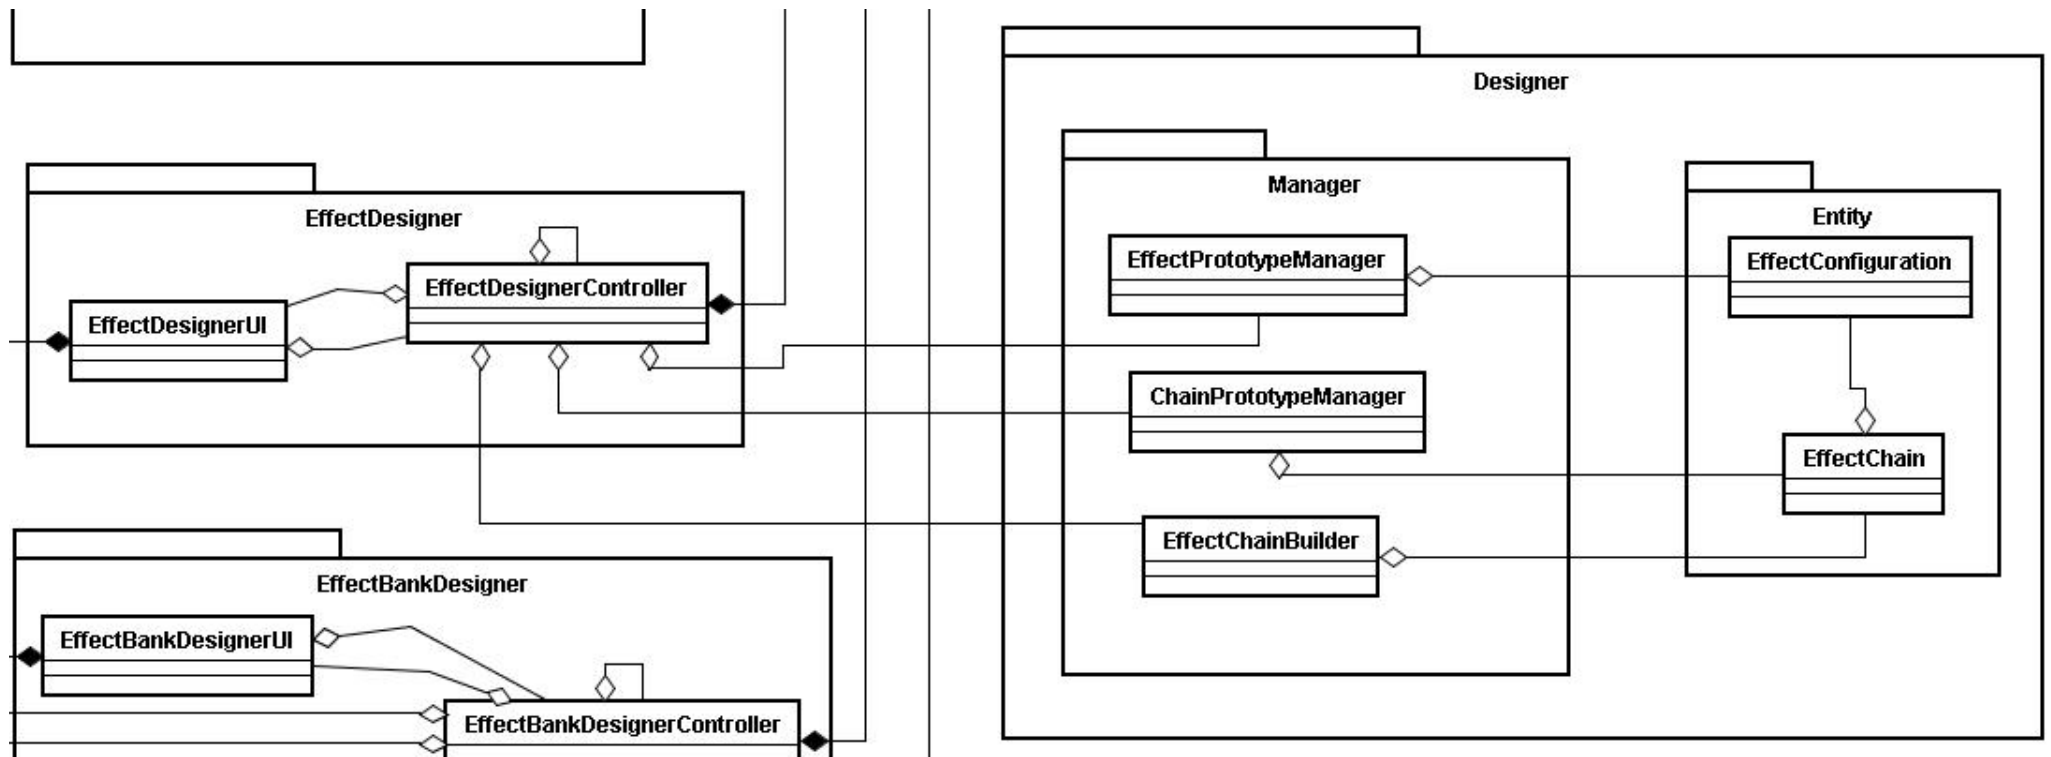 Designer
Manager
EffectDesigner
Entity
EffectPrototypeManager
EffectConfiguration
EffectDesignerController
EffectDesignerUI
ChainPrototypeManager
EffectChain
EffectChainBuilder
EffectBankDesigner
EffectBankDesignerUI
EffectBankDesignerController